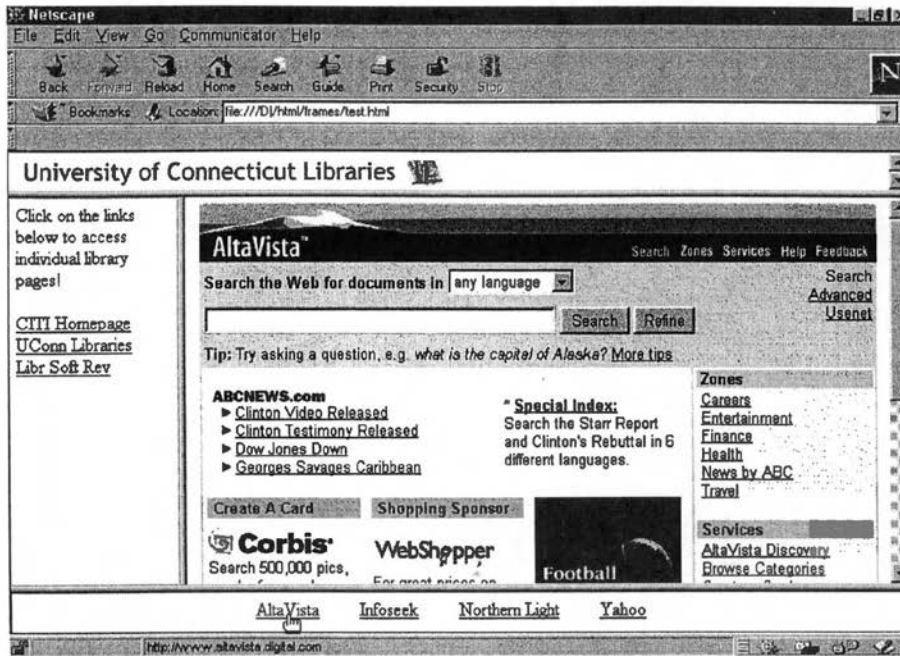 Netscape
File Edit View Go Communicator Help
Back Forward Reload Home Search Guide Print Security Stop
N
Bookmarks Location: file:///D|/html/frames/test.html
University of Connecticut Libraries
Click on the links
below to access
individual library
pages!
CITI Homepage
UConn Libraries
Libr Soft Rev
AltaVista™
Search Zones Services Help Feedback
Search the Web for documents in any language
Search
Advanced
Usenet
Search Refine
Tip: Try asking a question, e.g. what is the capital of Alaska? More tips
ABCNEWS.com
► Clinton Video Released
► Clinton Testimony Released
► Dow Jones Down
► Georges Savages Caribbean
* Special Index:
Search the Starr Report
and Clinton's Rebuttal in 6
different languages.
Zones
Careers
Entertainment
Finance
Health
News by ABC
Travel
Create A Card
Corbis
Search 500,000 pics,
Shopping Sponsor
WebShopper
For great prices on
Football
Services
AltaVista Discovery
Browse Categories
AltaVista Infoseek Northern Light Yahoo
http://www.altavista.digital.com